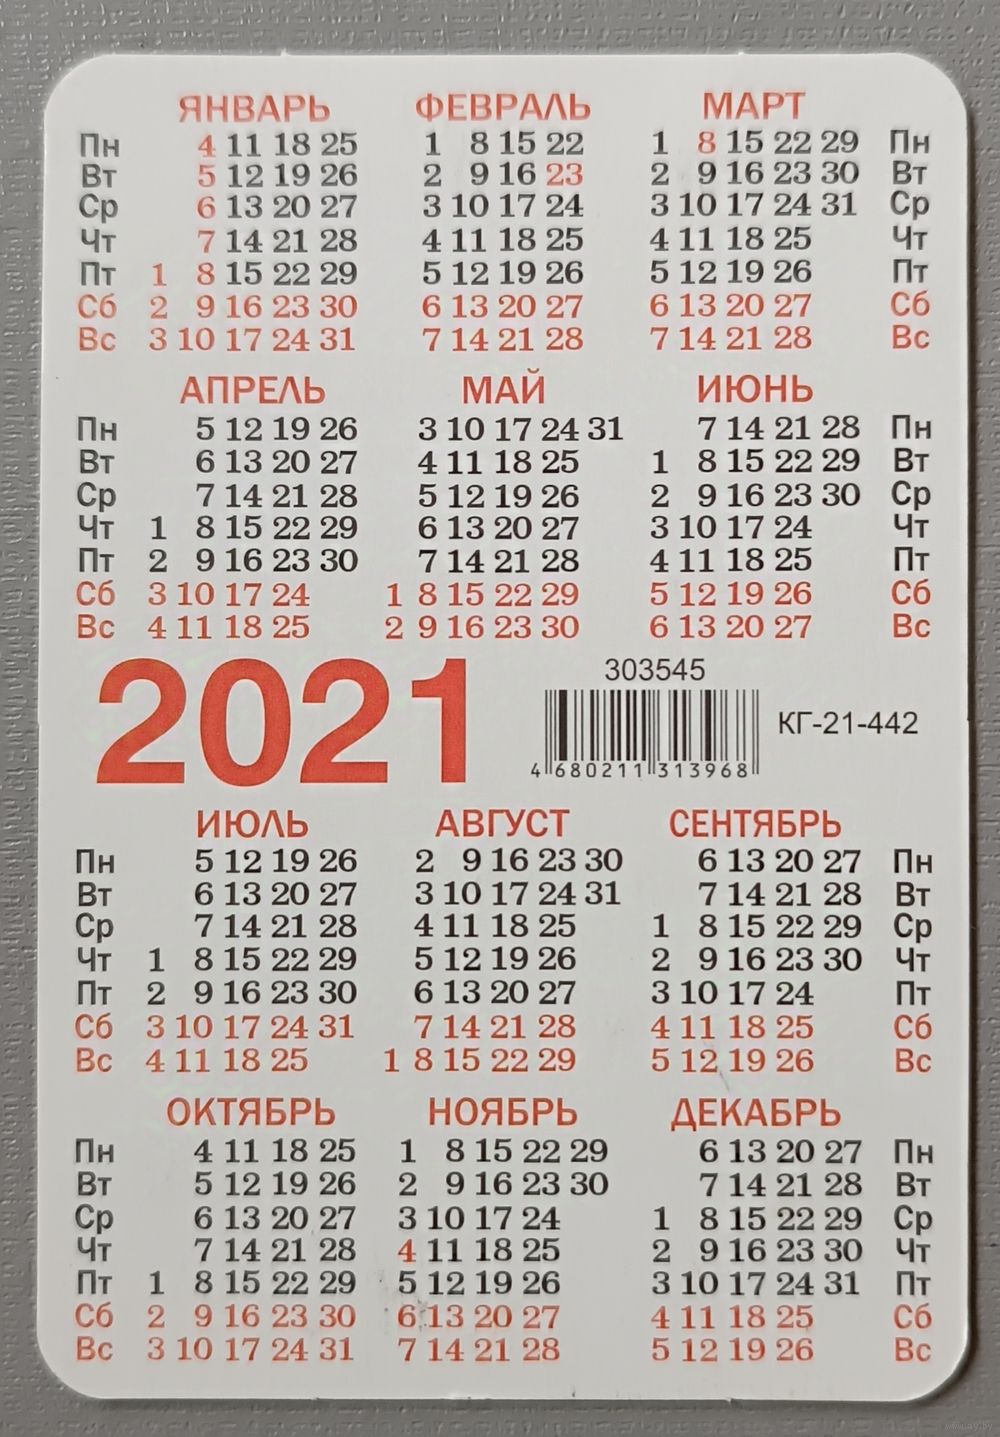 ЯНВАРЬ ФЕВРАЛЬ МАРТ
Пн 4 11 18 25 1 8 15 22 1 8 15 22 29 Пн
Вт 5 12 19 26 2 9 16 23 2 9 16 23 30 Вт
Ср 6 13 20 27 3 10 17 24 3 10 17 24 31 Ср
Чт 7 14 21 28 4 11 18 25 4 11 18 25 Чт
Пт 1 8 15 22 29 5 12 19 26 5 12 19 26 Пт
Сб 2 9 16 23 30 6 13 20 27 6 13 20 27 Сб
Вс 3 10 17 24 31 7 14 21 28 7 14 21 28 Вс
АПРЕЛЬ МАЙ ИЮНЬ
Пн 5 12 19 26 3 10 17 24 31 7 14 21 28 Пн
Вт 6 13 20 27 4 11 18 25 1 8 15 22 29 Вт
Ср 7 14 21 28 5 12 19 26 2 9 16 23 30 Ср
Чт 1 8 15 22 29 6 13 20 27 3 10 17 24 Чт
Пт 2 9 16 23 30 7 14 21 28 4 11 18 25 Пт
Сб 3 10 17 24 1 8 15 22 29 5 12 19 26 Сб
Вс 4 11 18 25 2 9 16 23 30 6 13 20 27 Вс
2021
303545
КГ-21-442
4 680211 313968
ИЮЛЬ АВГУСТ СЕНТЯБРЬ
Пн 5 12 19 26 2 9 16 23 30 6 13 20 27 Пн
Вт 6 13 20 27 3 10 17 24 31 7 14 21 28 Вт
Ср 7 14 21 28 4 11 18 25 1 8 15 22 29 Ср
Чт 1 8 15 22 29 5 12 19 26 2 9 16 23 30 Чт
Пт 2 9 16 23 30 6 13 20 27 3 10 17 24 Пт
Сб 3 10 17 24 31 7 14 21 28 4 11 18 25 Сб
Вс 4 11 18 25 1 8 15 22 29 5 12 19 26 Вс
ОКТЯБРЬ НОЯБРЬ ДЕКАБРЬ
Пн 4 11 18 25 1 8 15 22 29 6 13 20 27 Пн
Вт 5 12 19 26 2 9 16 23 30 7 14 21 28 Вт
Ср 6 13 20 27 3 10 17 24 1 8 15 22 29 Ср
Чт 7 14 21 28 4 11 18 25 2 9 16 23 30 Чт
Пт 1 8 15 22 29 5 12 19 26 3 10 17 24 31 Пт
Сб 2 9 16 23 30 6 13 20 27 4 11 18 25 Сб
Вс 3 10 17 24 31 7 14 21 28 5 12 19 26 Вс